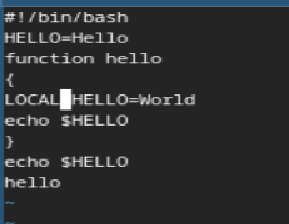 #!/bin/bash
HELLO=Hello
function hello
{
LOCAL HELLO=World
echo $HELLO
}
echo $HELLO
hello
~
~